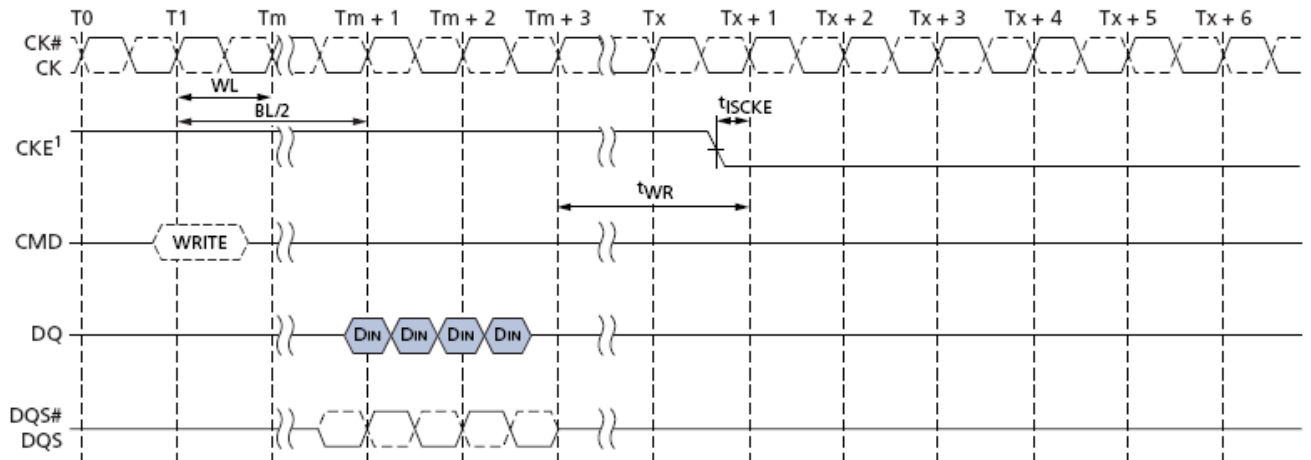 T0 T1 Tm Tm + 1 Tm + 2 Tm + 3 Tx Tx + 1 Tx + 2 Tx + 3 Tx + 4 Tx + 5 Tx + 6
CK#
CK
WL
BL/2
tISCKE
CKE1
tWR
CMD WRITE
DQ DIN DIN DIN DIN
DQS#
DQS